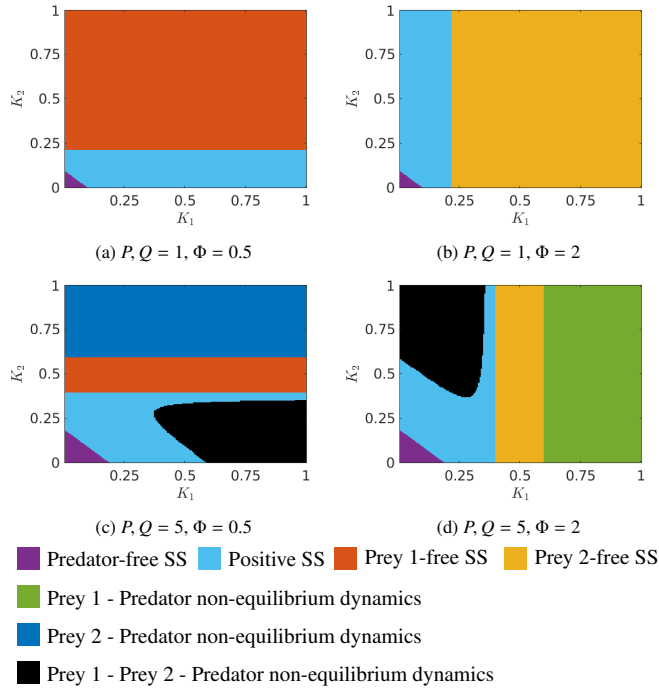 1
0.75
0.5
0.25
0
K₂
0.25 0.5 0.75 1
K₁
(a) P, Q = 1, Φ = 0.5
1
0.75
0.5
0.25
0
K₂
0.25 0.5 0.75 1
K₁
(b) P, Q = 1, Φ = 2
1
0.75
0.5
0.25
0
K₂
0.25 0.5 0.75 1
K₁
(c) P, Q = 5, Φ = 0.5
1
0.75
0.5
0.25
0
K₂
0.25 0.5 0.75 1
K₁
(d) P, Q = 5, Φ = 2
Predator-free SS Positive SS Prey 1-free SS Prey 2-free SS
Prey 1 - Predator non-equilibrium dynamics
Prey 2 - Predator non-equilibrium dynamics
Prey 1 - Prey 2 - Predator non-equilibrium dynamics